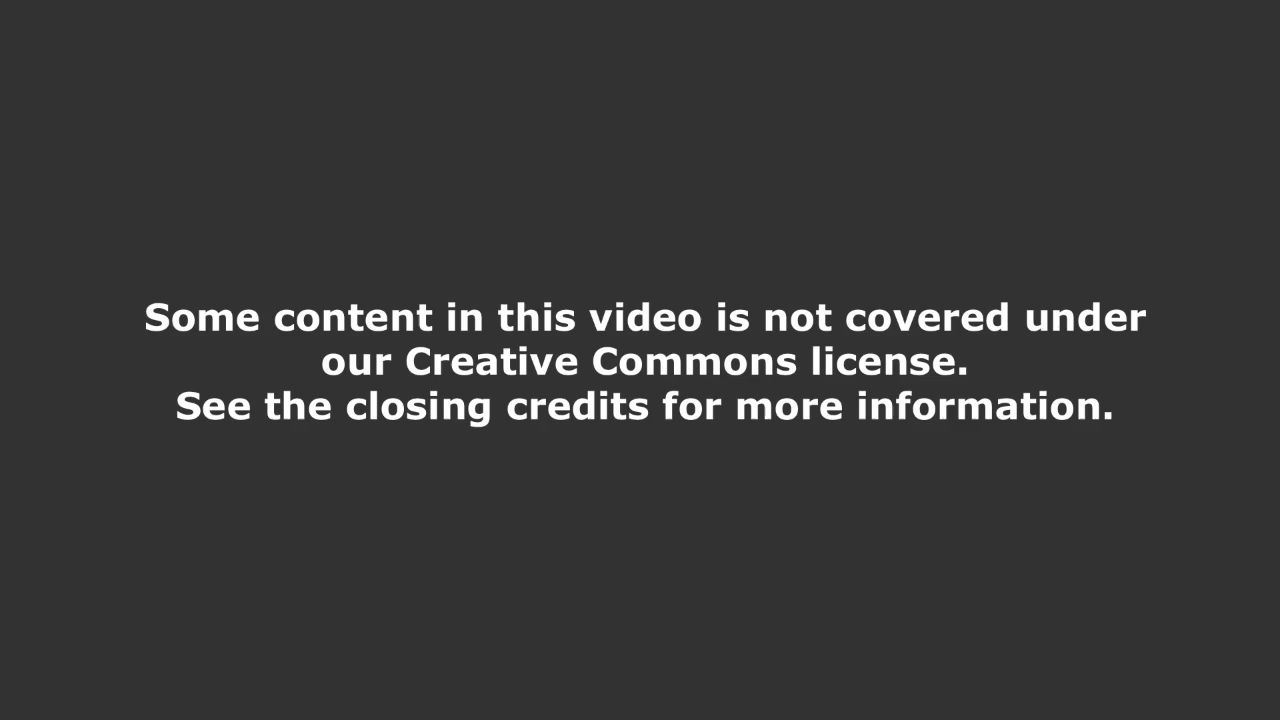 Some content in this video is not covered under
our Creative Commons license.
See the closing credits for more information.